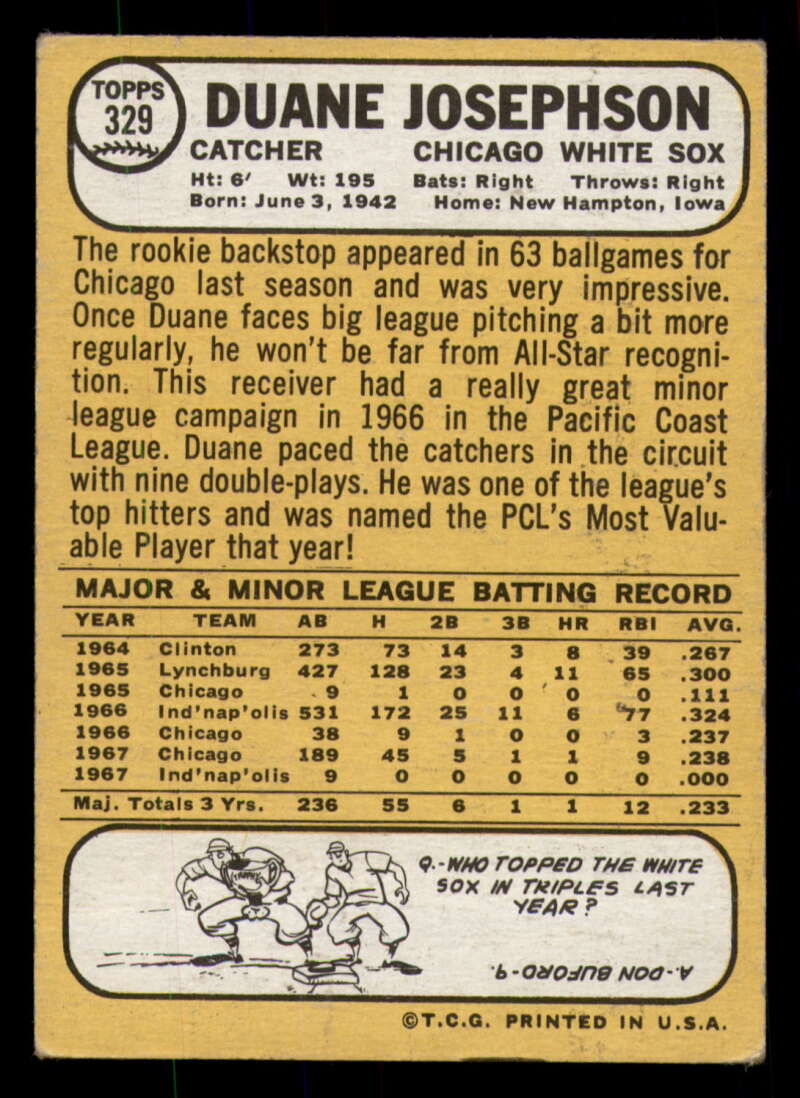 TOPPS
329
DUANE JOSEPHSON
CATCHER CHICAGO WHITE SOX
Ht: 6' Wt: 195 Bats: Right Throws: Right
Born: June 3, 1942 Home: New Hampton, Iowa
The rookie backstop appeared in 63 ballgames for
Chicago last season and was very impressive.
Once Duane faces big league pitching a bit more
regularly, he won't be far from All-Star recogni-
tion. This receiver had a really great minor
league campaign in 1966 in the Pacific Coast
League. Duane paced the catchers in the circuit
with nine double-plays. He was one of the league's
top hitters and was named the PCL's Most Valu-
able Player that year!
MAJOR & MINOR LEAGUE BATTING RECORD
YEAR TEAM AB H 2B 3B HR RBI AVG.
1964 Clinton 273 73 14 3 8 39 .267
1965 Lynchburg 427 128 23 4 11 65 .300
1965 Chicago 9 1 0 0 0 0 .111
1966 Ind'nap'olis 531 172 25 11 6 77 .324
1966 Chicago 38 9 1 0 0 3 .237
1967 Chicago 189 45 5 1 1 9 .238
1967 Ind'nap'olis 9 0 0 0 0 0 .000
Maj. Totals 3 Yrs. 236 55 6 1 1 12 .233
Q.-WHO TOPPED THE WHITE
SOX IN TRIPLES LAST
YEAR?
A.-DON BUFORD-9.
©T.C.G. PRINTED IN U.S.A.